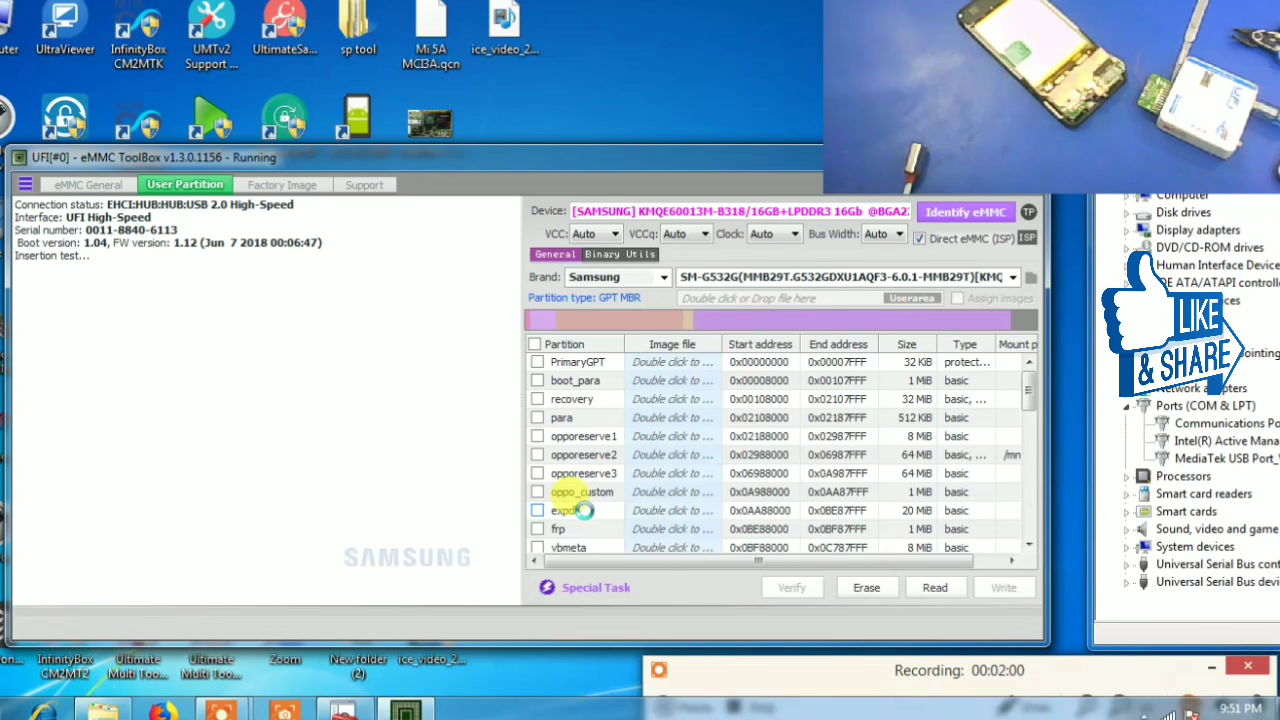 uter
UltraViewer
InfinityBox
CM2MTK
UMTv2
Support ...
UltimateSa...
sp tool
Mi 5A
MCI3A.qcn
ice_video_2...
UFI[#0] - eMMC ToolBox v1.3.0.1156 - Running
eMMC General
User Partition
Factory Image
Support
Connection status: EHCI:HUB:HUB:USB 2.0 High-Speed
Interface: UFI High-Speed
Serial number: 0011-8840-6113
Boot version: 1.04, FW version: 1.12 (Jun 7 2018 00:06:47)
Insertion test...
SAMSUNG
Device: [SAMSUNG] KMQE60013M-B318/16GB+LPDDR3 16Gb @BGA2
Identify eMMC
TP
VCC: Auto VCCq: Auto Clock: Auto Bus Width: Auto Direct eMMC (ISP) ISP
General Binary Utils
Brand: Samsung SM-G532G(MMB29T.G532GDXU1AQF3-6.0.1-MMB29T)[KMQ
Partition type: GPT MBR Double click or Drop file here Userarea Assign images
Partition Image file Start address End address Size Type Mount p
PrimaryGPT Double click to ... 0x00000000 0x00007FFF 32 KiB protect...
boot_para Double click to ... 0x00008000 0x00107FFF 1 MiB basic
recovery Double click to ... 0x00108000 0x02107FFF 32 MiB basic, ...
para Double click to ... 0x02108000 0x02187FFF 512 KiB basic
opporeserve1 Double click to ... 0x02188000 0x02987FFF 8 MiB basic
opporeserve2 Double click to ... 0x02988000 0x06987FFF 64 MiB basic, ... /mn
opporeserve3 Double click to ... 0x06988000 0x0A987FFF 64 MiB basic
oppo_custom Double click to ... 0x0A988000 0x0AA87FFF 1 MiB basic
Double click to ... 0x0AA88000 0x0BE87FFF 20 MiB basic
frp Double click to ... 0x0BE88000 0x0BF87FFF 1 MiB basic
vbmeta Double click to ... 0x0BF88000 0x0C787FFF 8 MiB basic
Special Task
Verify
Erase
Read
Write
Computer
Disk drives
Display adapters
DVD/CD-ROM drives
Human Interface Device
DE ATA/ATAPI controlle
LIKE
& SHARE
Ports (COM & LPT)
Communications Po
Intel(R) Active Mana
MediaTek USB Port_
Processors
Smart card readers
Smart cards
Sound, video and game
System devices
Universal Serial Bus cont
Universal Serial Bus devi
on...
InfinityBox
CM2MT2
Ultimate
Multi Too...
Ultimate
Multi Too...
Zoom
New folder
(2)
ice_video_2...
Recording: 00:02:00
9:51 PM